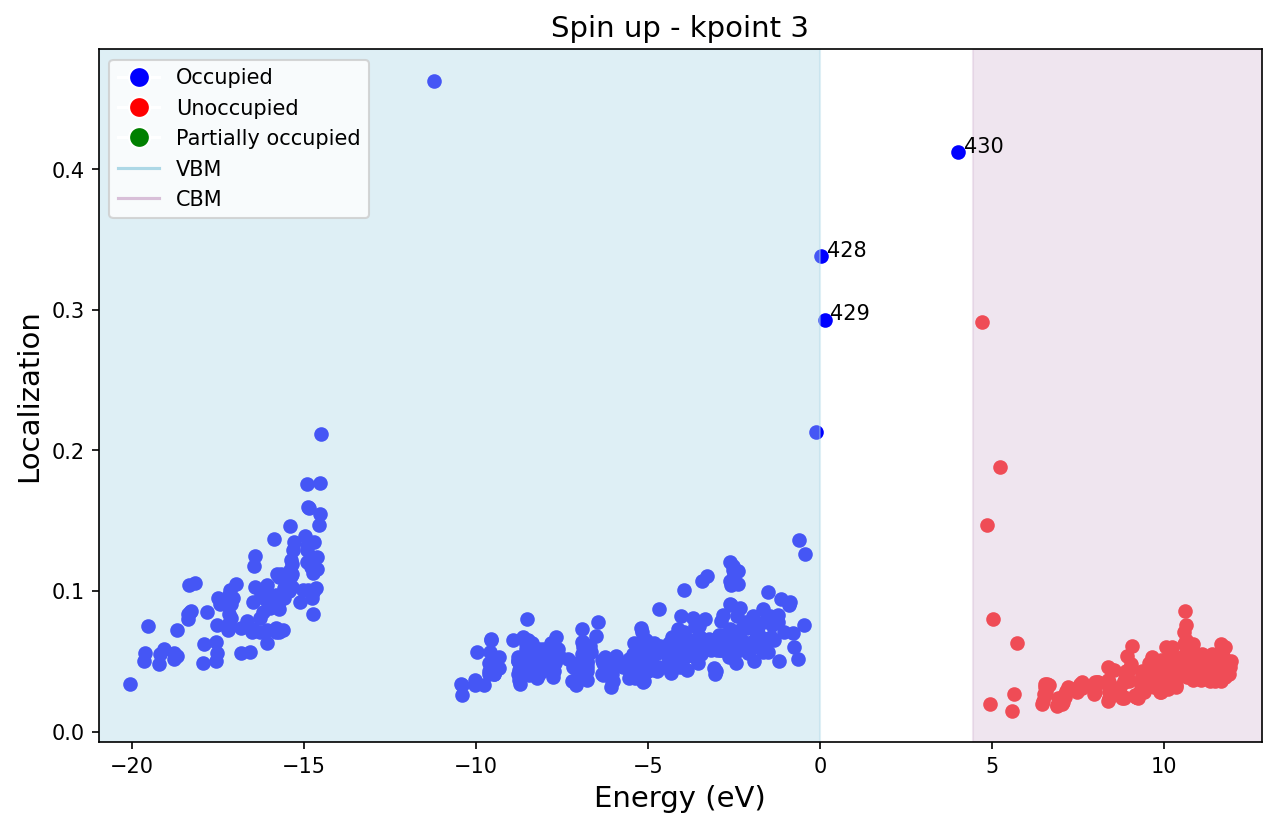 Spin up - kpoint 3
Localization
0.4
0.3
0.2
0.1
0.0
Occupied
Unoccupied
Partially occupied
VBM
CBM
430
428
429
−20
−15
−10
−5
0
5
10
Energy (eV)